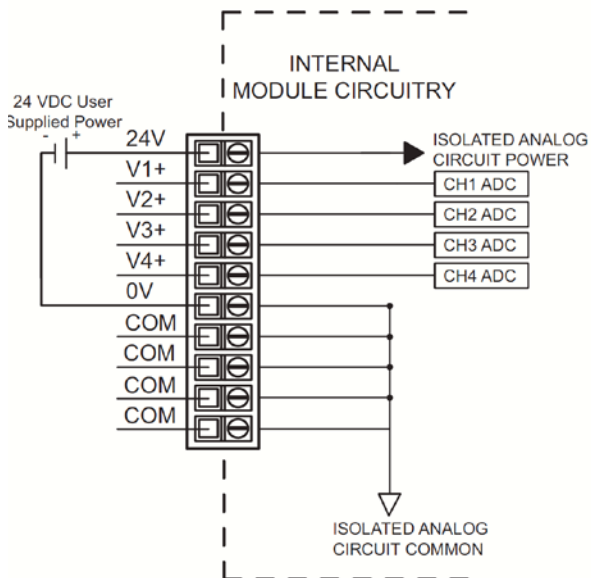 INTERNAL
MODULE CIRCUITRY
24 VDC User
Supplied Power
- +
24V
ISOLATED ANALOG
CIRCUIT POWER
V1+
CH1 ADC
V2+
CH2 ADC
V3+
CH3 ADC
V4+
CH4 ADC
0V
COM
COM
COM
COM
ISOLATED ANALOG
CIRCUIT COMMON